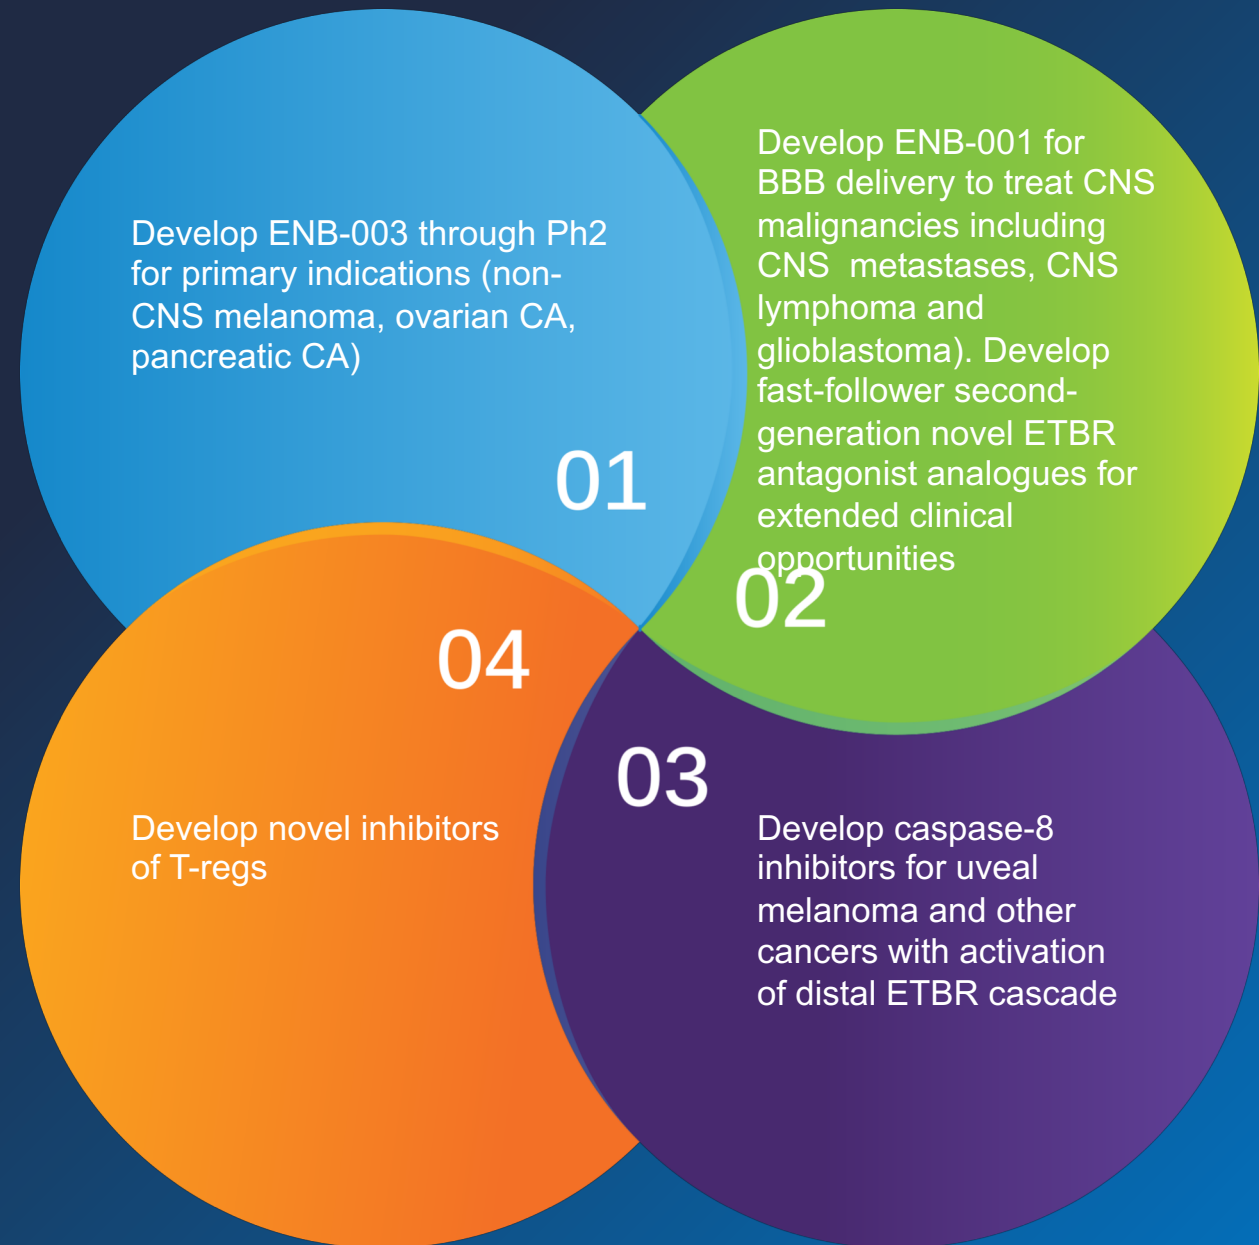 Develop ENB-003 through Ph2
for primary indications (non-
CNS melanoma, ovarian CA,
pancreatic CA)
01
Develop ENB-001 for
BBB delivery to treat CNS
malignancies including
CNS  metastases, CNS
lymphoma and
glioblastoma). Develop
fast-follower second-
generation novel ETBR
antagonist analogues for
extended clinical
opportunities
02
03
Develop caspase-8
inhibitors for uveal
melanoma and other
cancers with activation
of distal ETBR cascade
04
Develop novel inhibitors
of T-regs